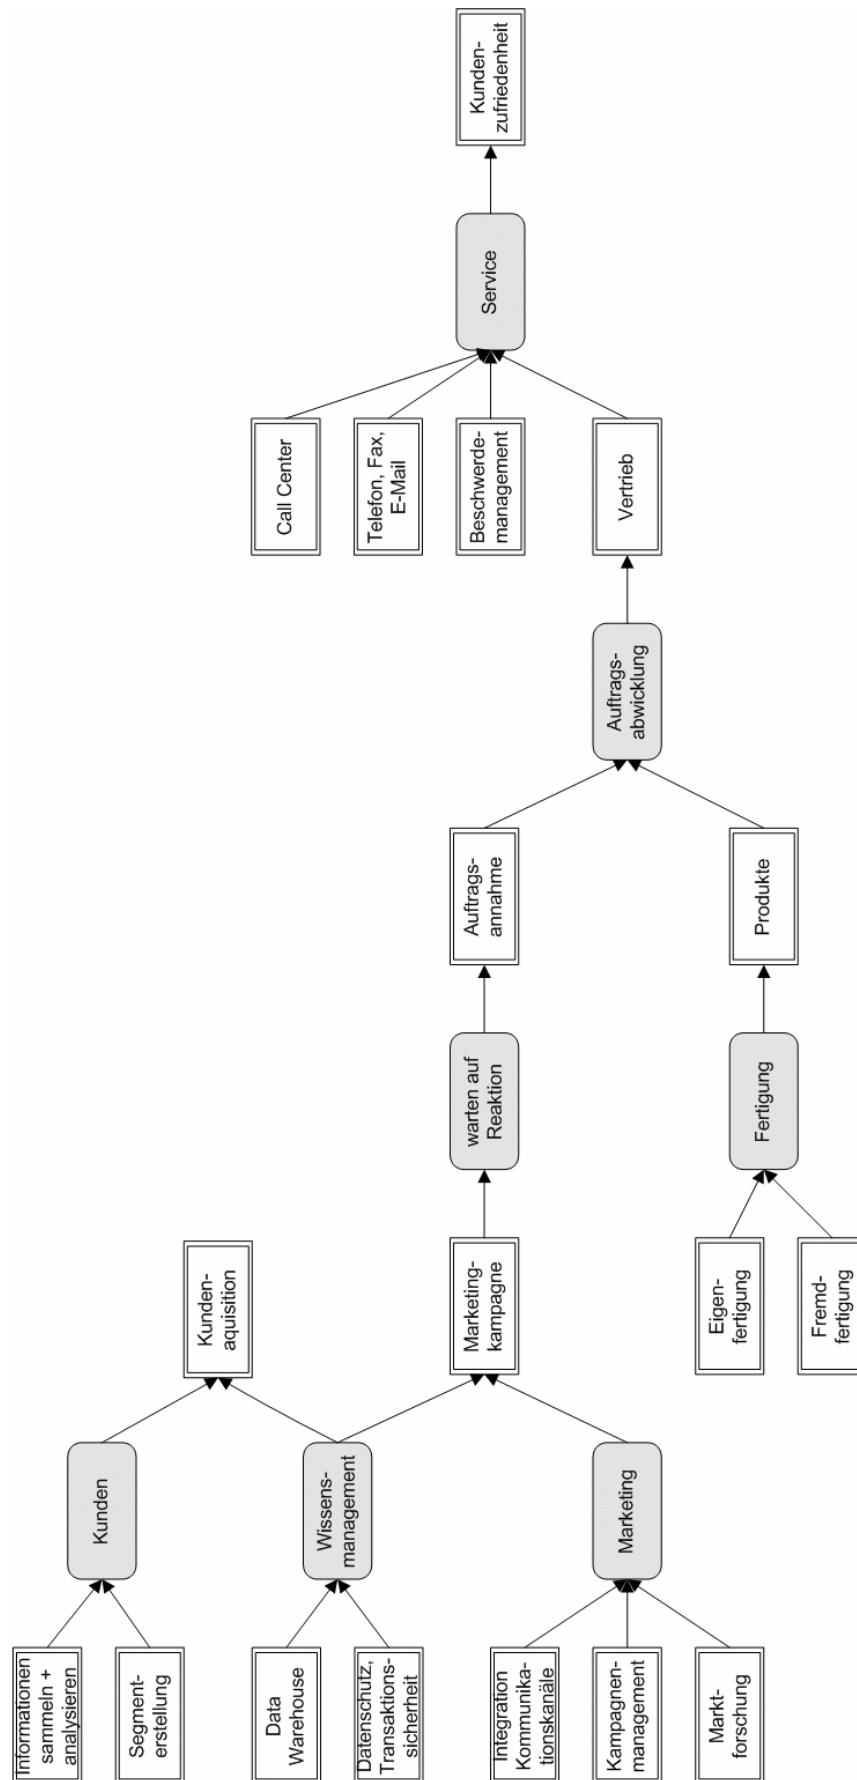 Informationen
sammeln +
analysieren
Segment-
erstellung
Data
Warehouse
Datenschutz,
Transaktions-
sicherheit
Integration
Kommunika-
tionskanäle
Kampagnen-
management
Markt-
forschung
Kunden
Wissens-
management
Marketing
Kunden-
aquisition
Marketing-
kampagne
Eigen-
fertigung
Fremd-
fertigung
warten auf
Reaktion
Fertigung
Auftrags-
annahme
Produkte
Auftrags-
abwicklung
Call Center
Telefon, Fax,
E-Mail
Beschwerde-
management
Vertrieb
Service
Kunden-
zufriedenheit